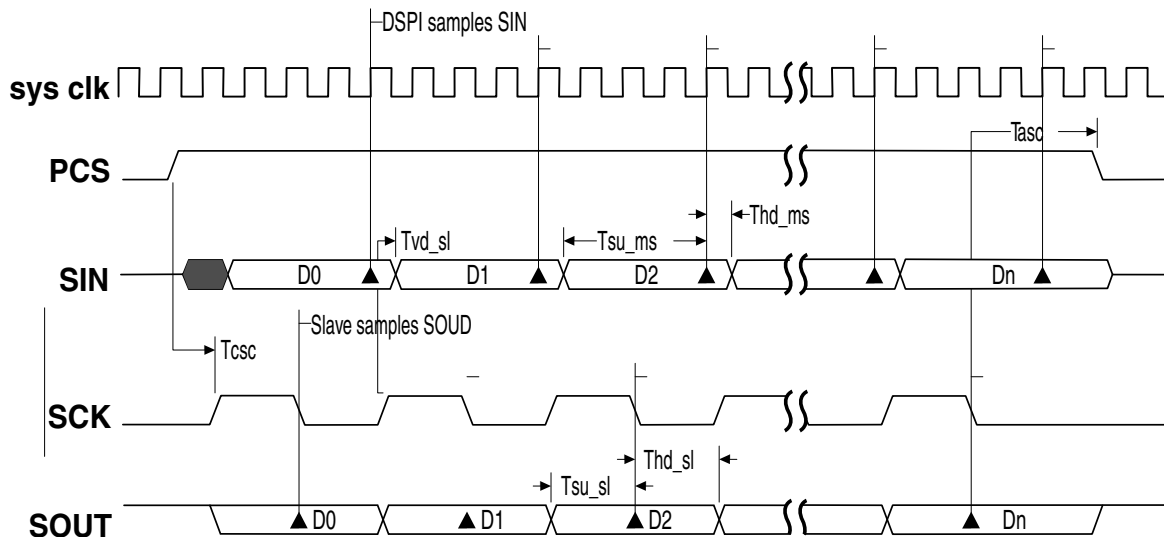 DSPI samples SIN
sys clk
Tasc
PCS
Thd_ms
Tvd_sl
Tsu_ms
SIN
D0
D1
D2
Dn
Slave samples SOUD
Tcsc
SCK
Thd_sl
Tsu_sl
SOUT
D0
D1
D2
Dn